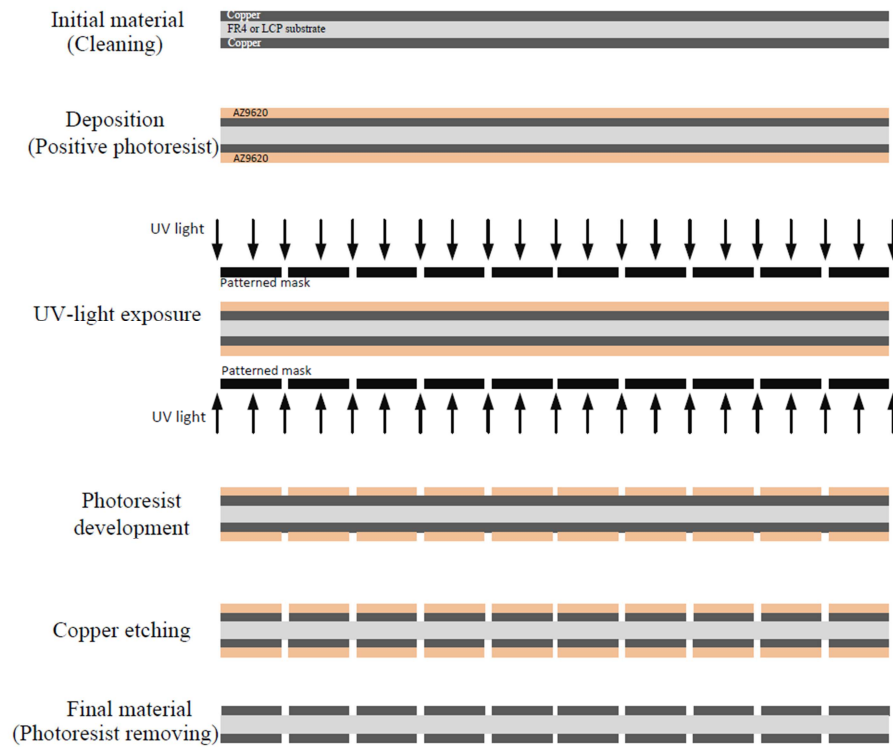 Initial material
(Cleaning)
Copper
FR4 or LCP substrate
Copper
Deposition
(Positive photoresist)
AZ9620
AZ9620
UV light
Patterned mask
UV-light exposure
Patterned mask
UV light
Photoresist
development
Copper etching
Final material
(Photoresist removing)